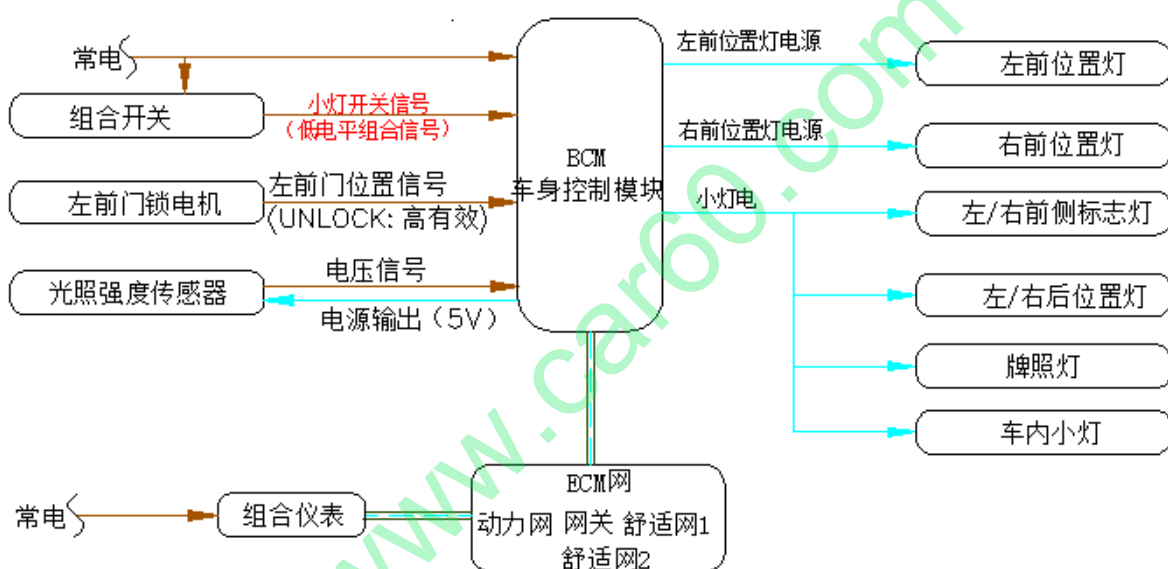 常电
组合开关
小灯开关信号
（低电平组合信号）
左前门锁电机
左前门位置信号
(UNLOCK: 高有效)
光照强度传感器
电压信号
电源输出（5V）
BCM
车身控制模块
左前位置灯电源
左前位置灯
右前位置灯电源
右前位置灯
小灯电
左/右前侧标志灯
左/右后位置灯
牌照灯
车内小灯
常电
组合仪表
ECM网
动力网 网关 舒适网1
舒适网2
www.car60.com